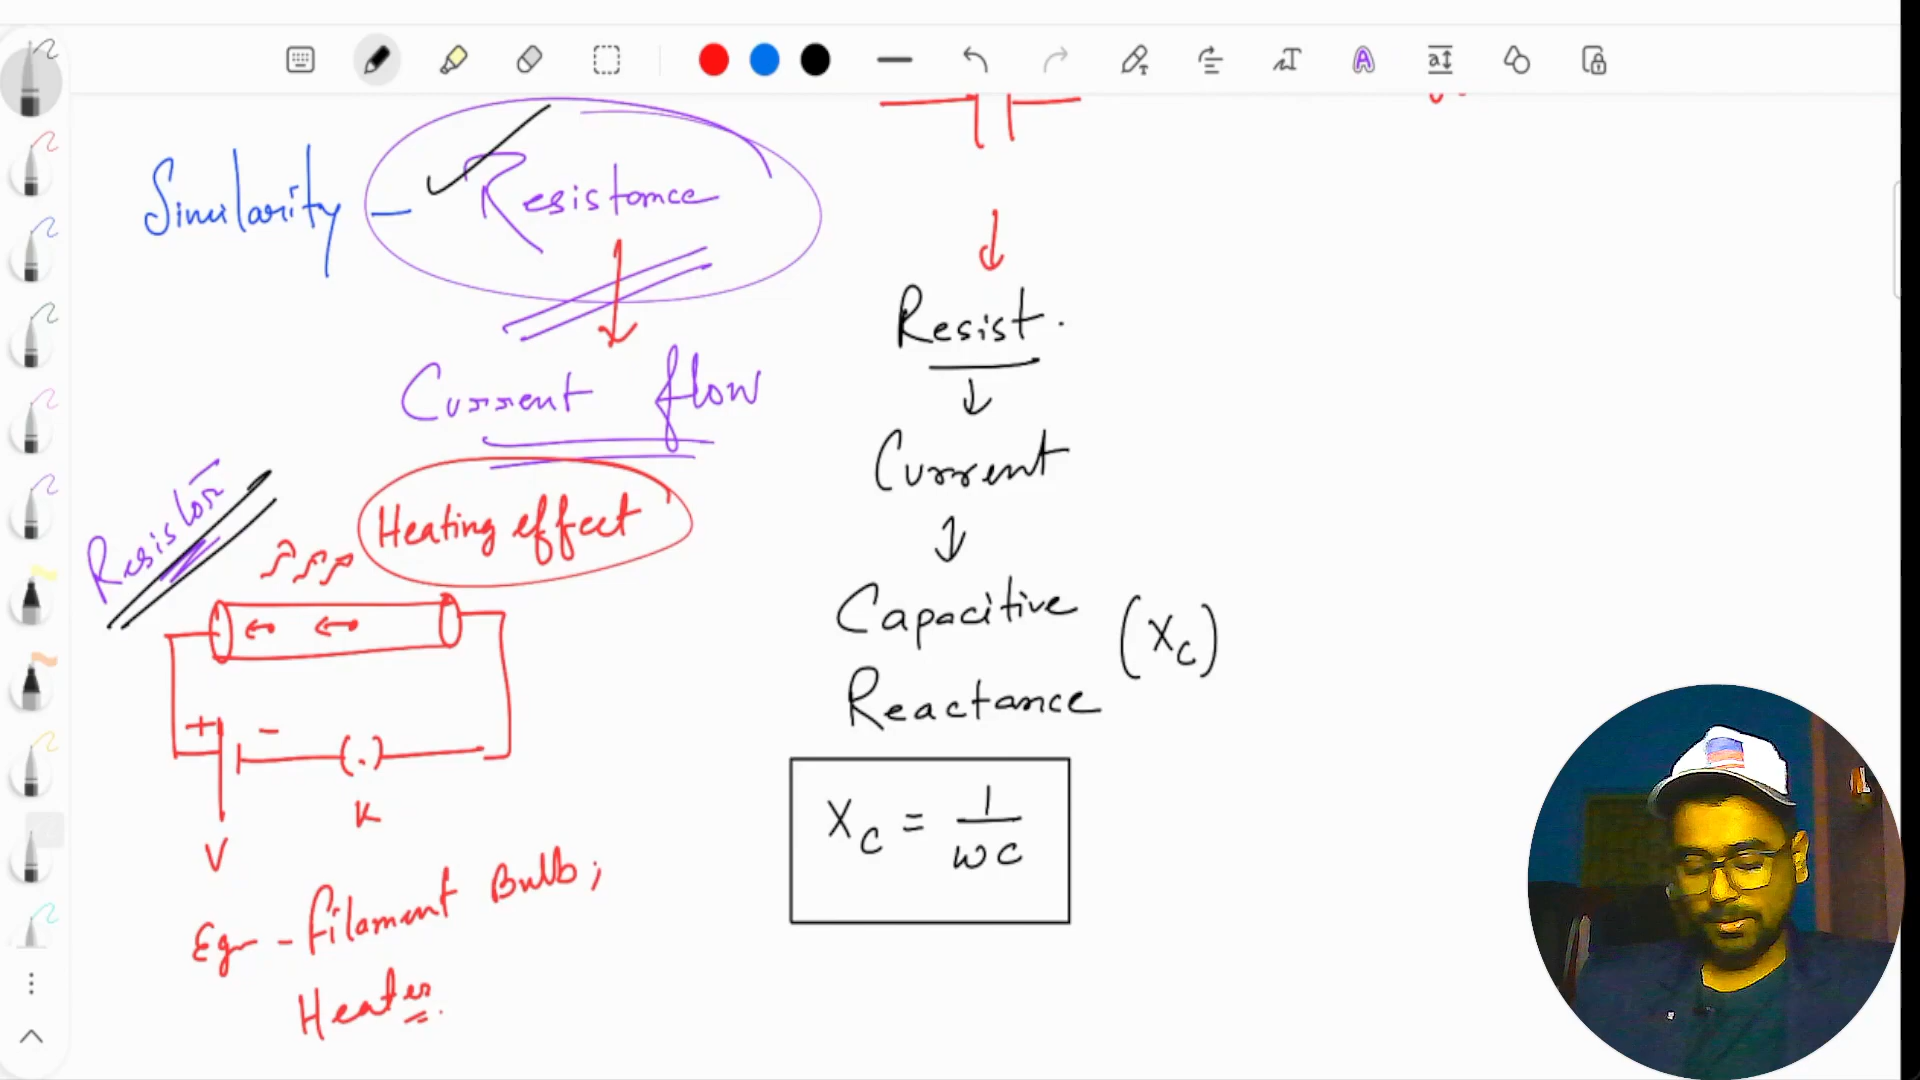 Similarity – Resistance
Current flow
Resistor
Heating effect
+ -
K
V
Eg - Filament Bulb;
Heater.
Resist.
Current
Capacitive
Reactance (Xc)
Xc = 1/ωc